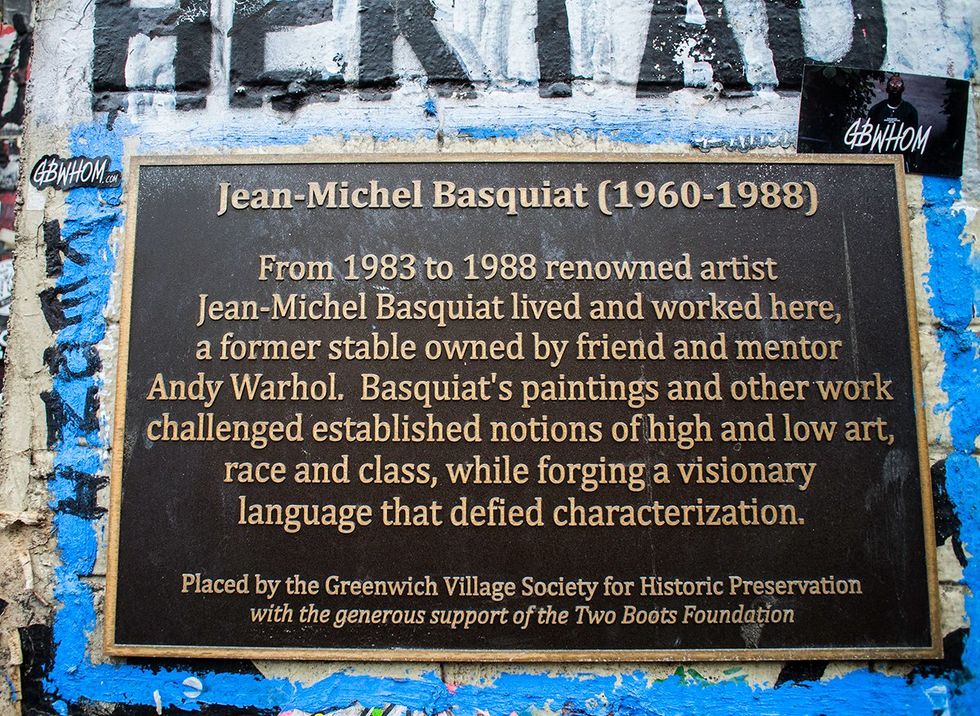 GBWHOM
GBWHOM.COM
Jean-Michel Basquiat (1960-1988)
From 1983 to 1988 renowned artist
Jean-Michel Basquiat lived and worked here,
a former stable owned by friend and mentor
Andy Warhol. Basquiat's paintings and other work
challenged established notions of high and low art,
race and class, while forging a visionary
language that defied characterization.
Placed by the Greenwich Village Society for Historic Preservation
with the generous support of the Two Boots Foundation